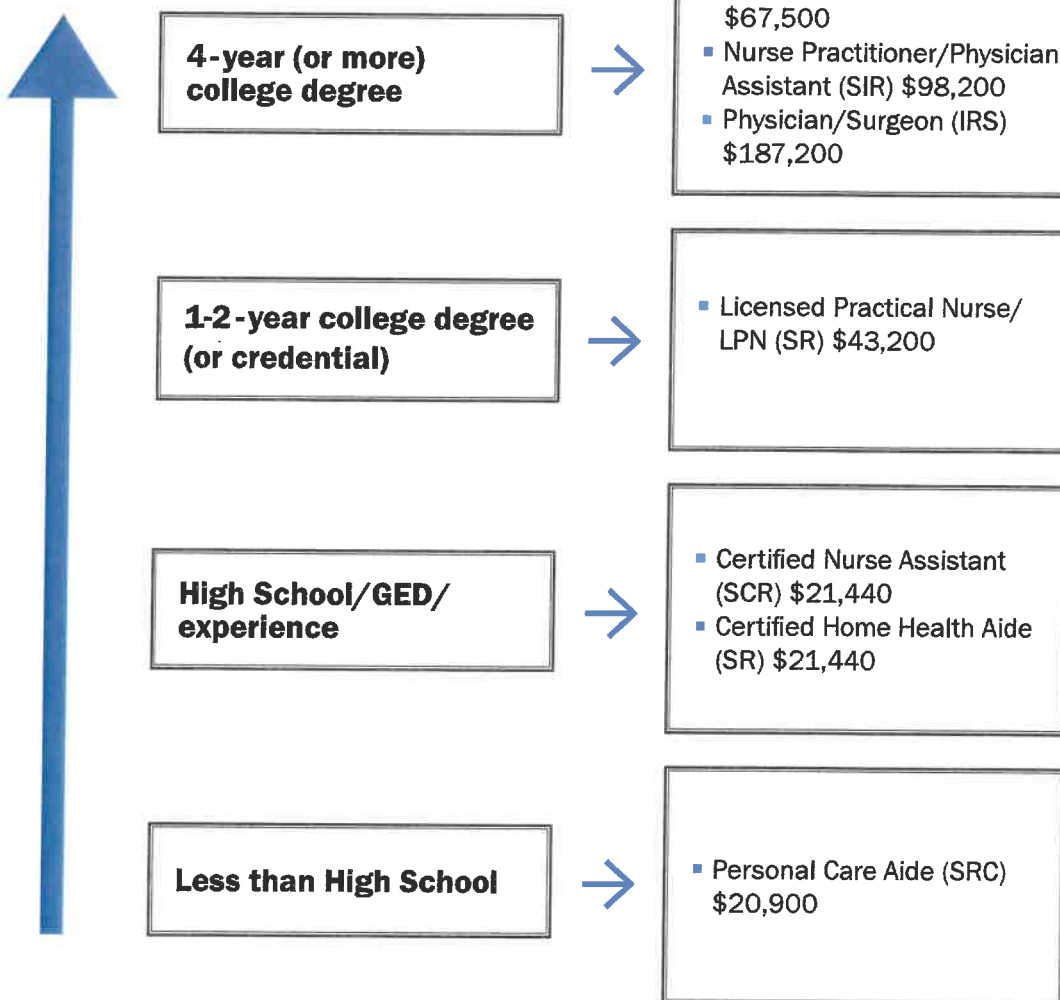 4-year (or more)
college degree
$67,500
▪ Nurse Practitioner/Physician
Assistant (SIR) $98,200
▪ Physician/Surgeon (IRS)
$187,200
1-2-year college degree
(or credential)
▪ Licensed Practical Nurse/
LPN (SR) $43,200
High School/GED/
experience
▪ Certified Nurse Assistant
(SCR) $21,440
▪ Certified Home Health Aide
(SR) $21,440
Less than High School
▪ Personal Care Aide (SRC)
$20,900